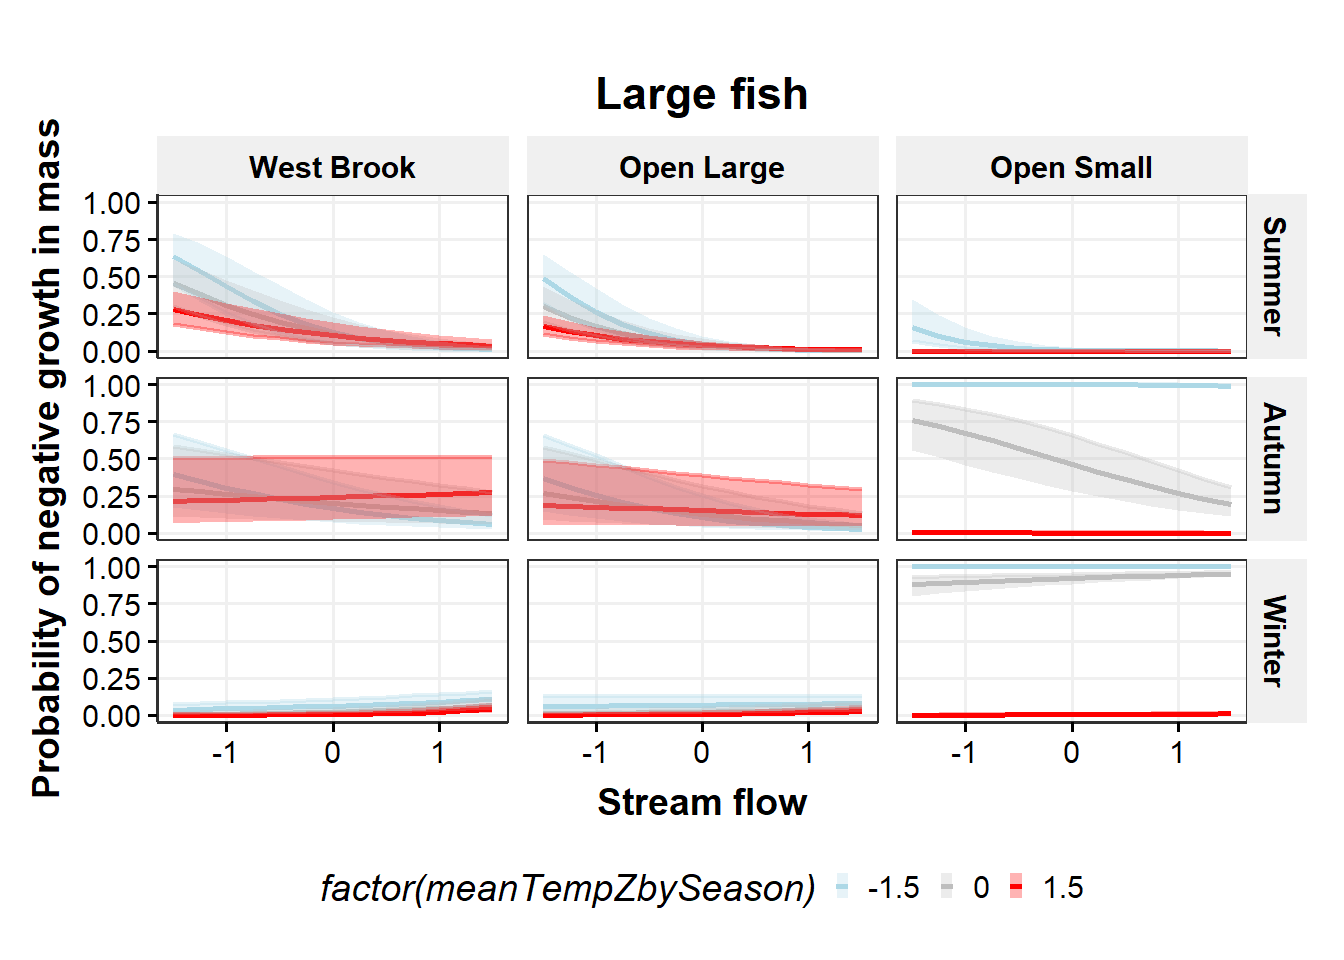 Large fish
West Brook
Open Large
Open Small
Probability of negative growth in mass
1.00
0.75
0.50
0.25
0.00
Summer
1.00
0.75
0.50
0.25
0.00
Autumn
1.00
0.75
0.50
0.25
0.00
Winter
-1 0 1
-1 0 1
-1 0 1
Stream flow
factor(meanTempZbySeason) -1.5 0 1.5